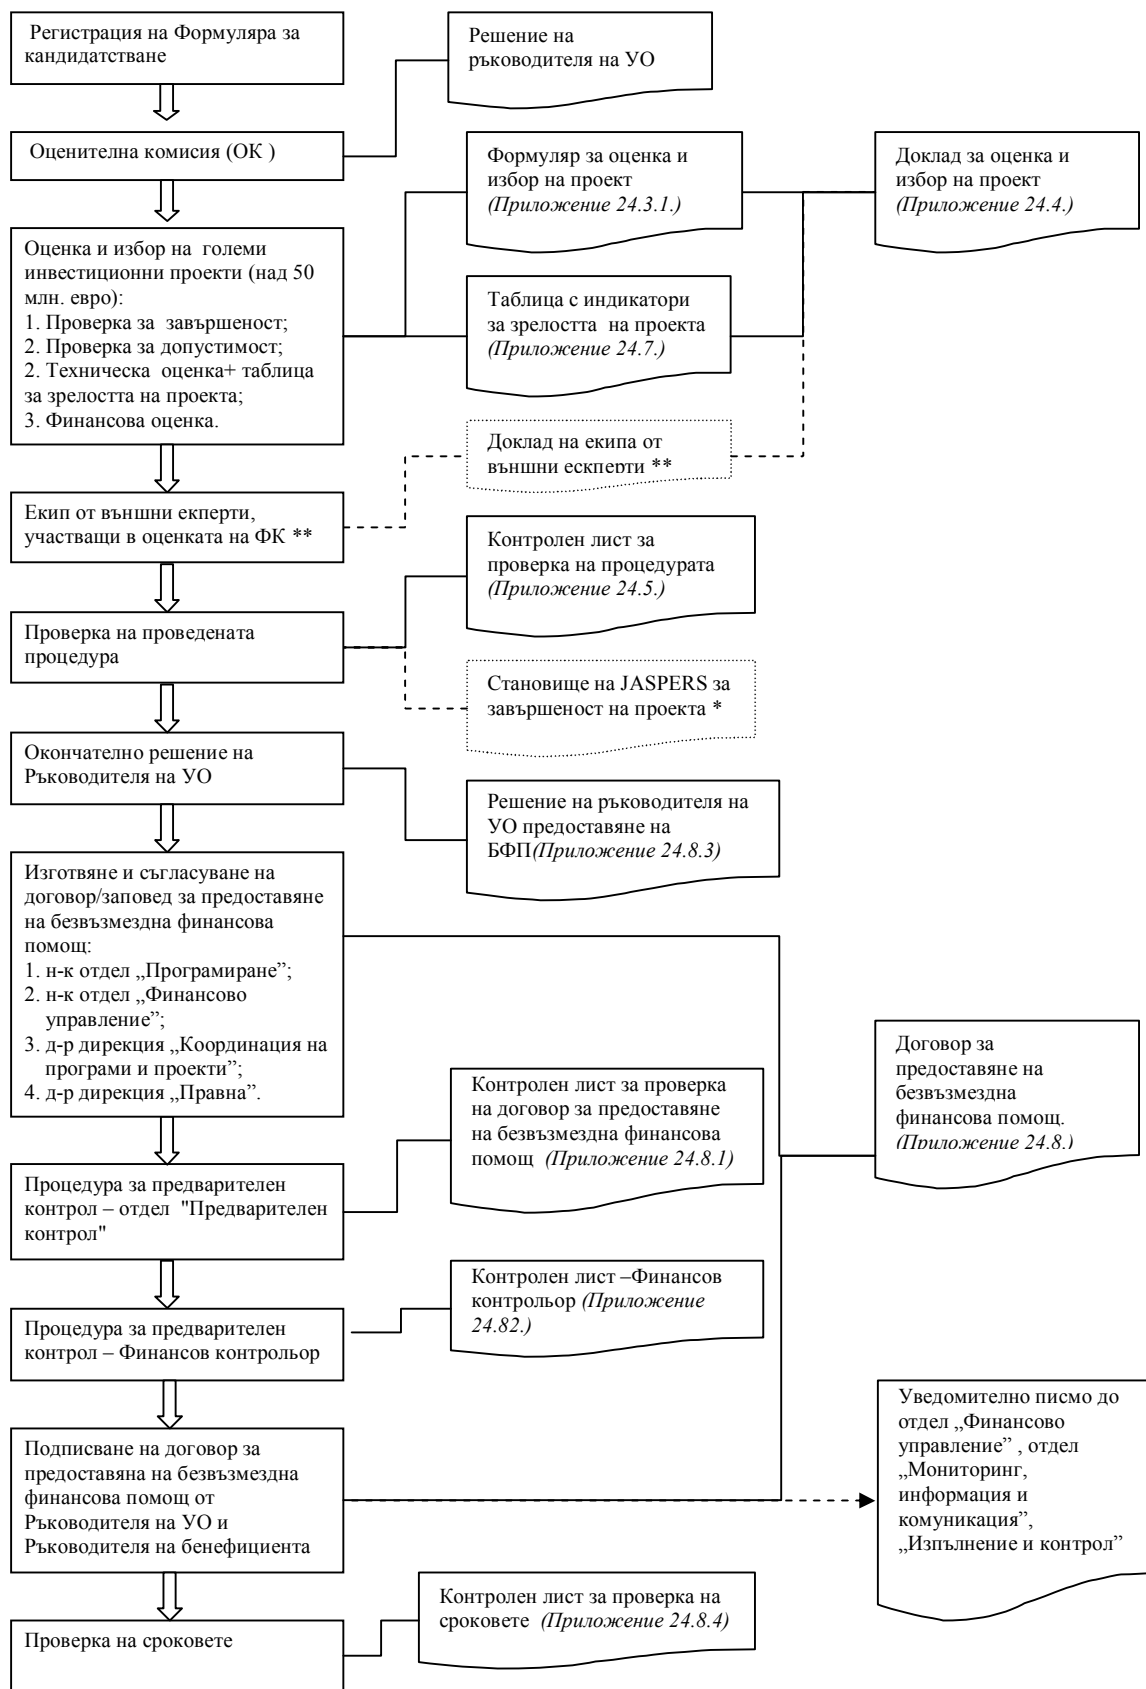 Регистрация на Формуляра за
кандидатстване
Решение на
ръководителя на УО
Оценителна комисия (ОК )
Формуляр за оценка и
избор на проект
(Приложение 24.3.1.)
Доклад за оценка и
избор на проект
(Приложение 24.4.)
Оценка и избор на големи
инвестиционни проекти (над 50
млн. евро):
1. Проверка за завършеност;
2. Проверка за допустимост;
2. Техническа оценка+ таблица
за зрелостта на проекта;
3. Финансова оценка.
Таблица с индикатори
за зрелостта на проекта
(Приложение 24.7.)
Доклад на екипа от
външни ескперти **
Екип от външни екперти,
участващи в оценката на ФК **
Контролен лист за
проверка на процедурата
(Приложение 24.5.)
Проверка на проведената
процедура
Становище на JASPERS за
завършеност на проекта *
Окончателно решение на
Ръководителя на УО
Решение на ръководителя на
УО предоставяне на
БФП(Приложение 24.8.3)
Изготвяне и съгласуване на
договор/заповед за предоставяне
на безвъзмездна финансова
помощ:
1. н-к отдел „Програмиране”;
2. н-к отдел „Финансово
управление”;
3. д-р дирекция „Координация на
програми и проекти”;
4. д-р дирекция „Правна”.
Договор за
предоставяне на
безвъзмездна
финансова помощ.
(Приложение 24.8.)
Контролен лист за проверка
на договор за предоставяне
на безвъзмездна финансова
помощ (Приложение 24.8.1)
Процедура за предварителен
контрол – отдел "Предварителен
контрол"
Контролен лист –Финансов
контрольор (Приложение
24.82.)
Процедура за предварителен
контрол – Финансов контрольор
Уведомително писмо до
отдел „Финансово
управление” , отдел
„Мониторинг,
информация и
комуникация”,
„Изпълнение и контрол”
Подписване на договор за
предоставяна на безвъзмездна
финансова помощ от
Ръководителя на УО и
Ръководителя на бенефициента
Контролен лист за проверка на
сроковете (Приложение 24.8.4)
Проверка на сроковете